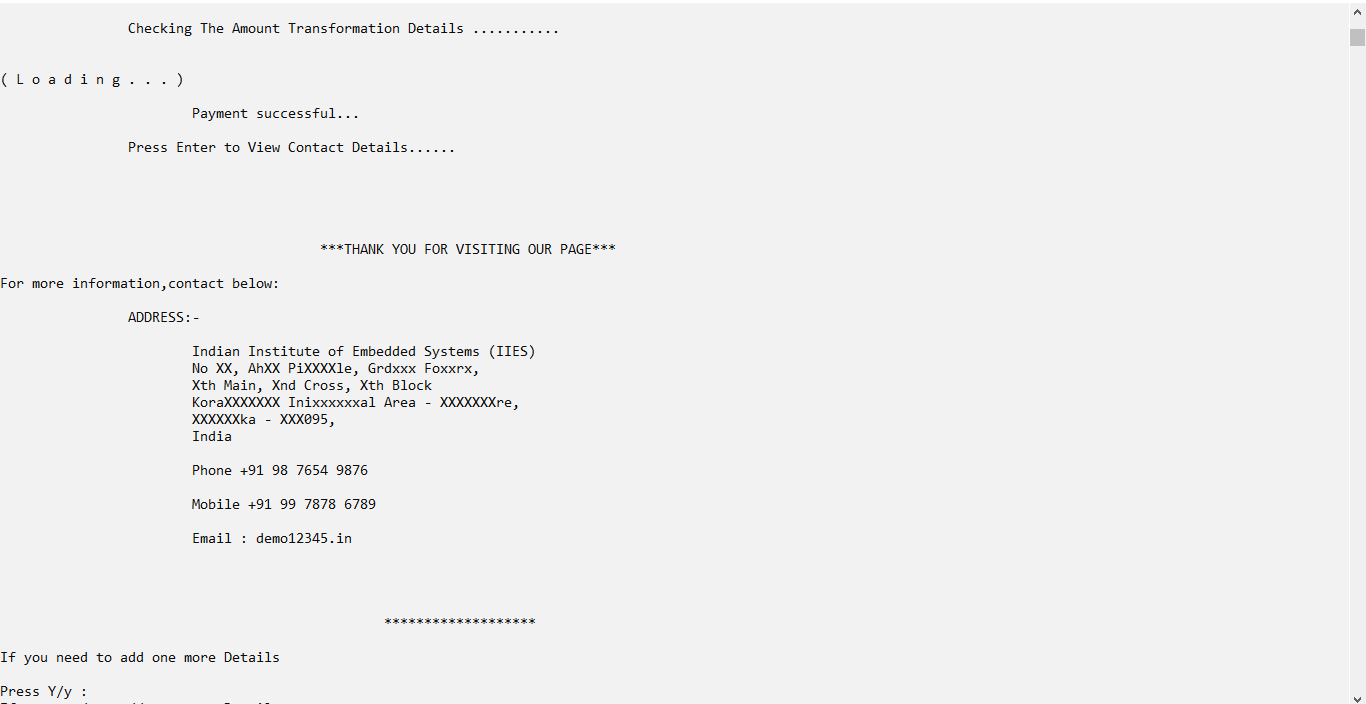 Checking The Amount Transformation Details ...........
( L o a d i n g . . . )
Payment successful...
Press Enter to View Contact Details......
***THANK YOU FOR VISITING OUR PAGE***
For more information,contact below:
ADDRESS:-
Indian Institute of Embedded Systems (IIES)
No XX, AhXX PiXXXXle, Grdxxx Foxxrx,
Xth Main, Xnd Cross, Xth Block
KoraXXXXXXX Inixxxxxxal Area - XXXXXXXre,
XXXXXXka - XXX095,
India
Phone +91 98 7654 9876
Mobile +91 99 7878 6789
Email : demo12345.in
*******************
If you need to add one more Details
Press Y/y :